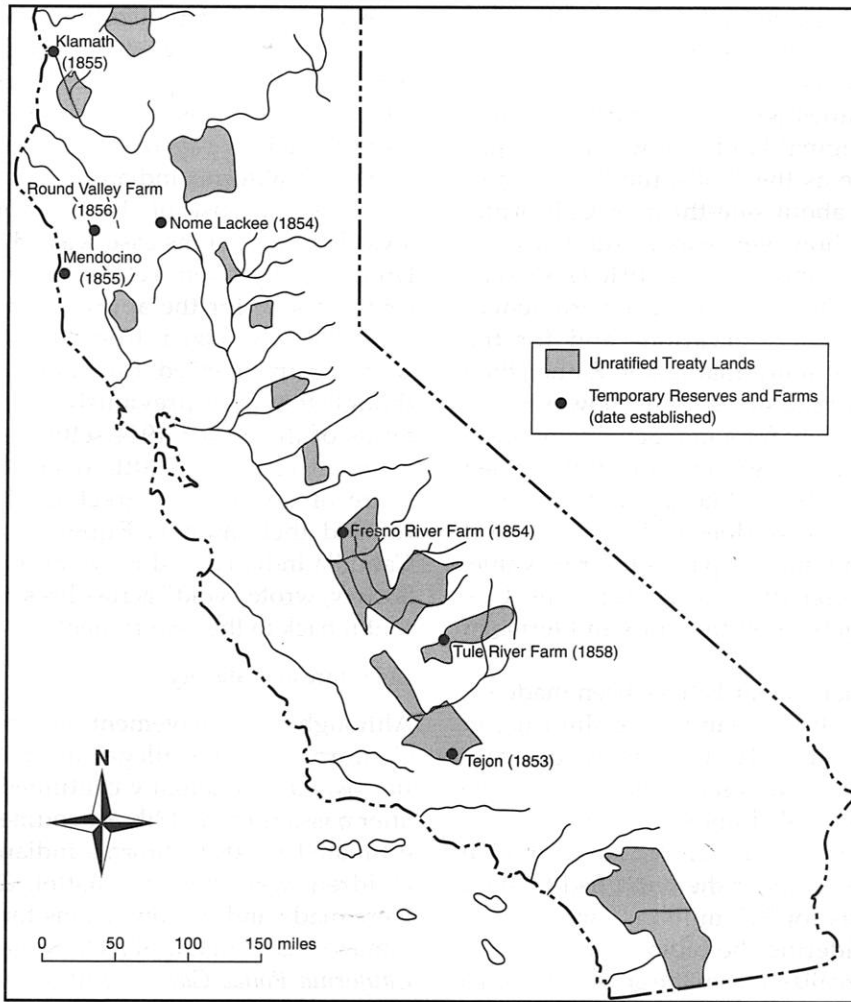 Klamath
(1855)
Round Valley Farm
(1856)
Nome Lackee (1854)
Mendocino
(1855)
Unratified Treaty Lands
Temporary Reserves and Farms
(date established)
Fresno River Farm (1854)
Tule River Farm (1858)
Tejon (1853)
N
0 50 100 150 miles